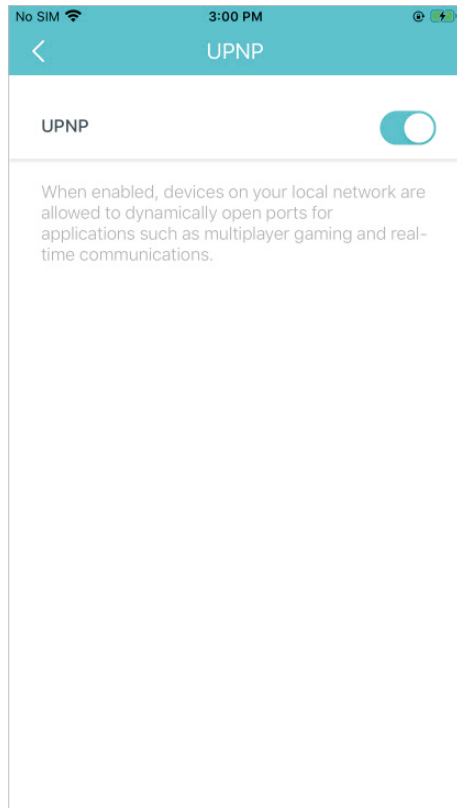 No SIM 3:00 PM
UPNP
UPNP
When enabled, devices on your local network are
allowed to dynamically open ports for
applications such as multiplayer gaming and real-
time communications.